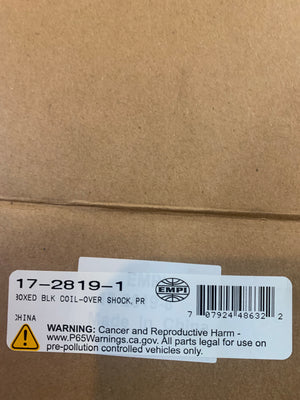 17-2819-1
BOXED BLK COIL-OVER SHOCK, PR
EMPI
7 07924 48632 2
CHINA
WARNING: Cancer and Reproductive Harm -
www.P65Warnings.ca.gov. All parts legal for use on
pre-pollution controlled vehicles only.